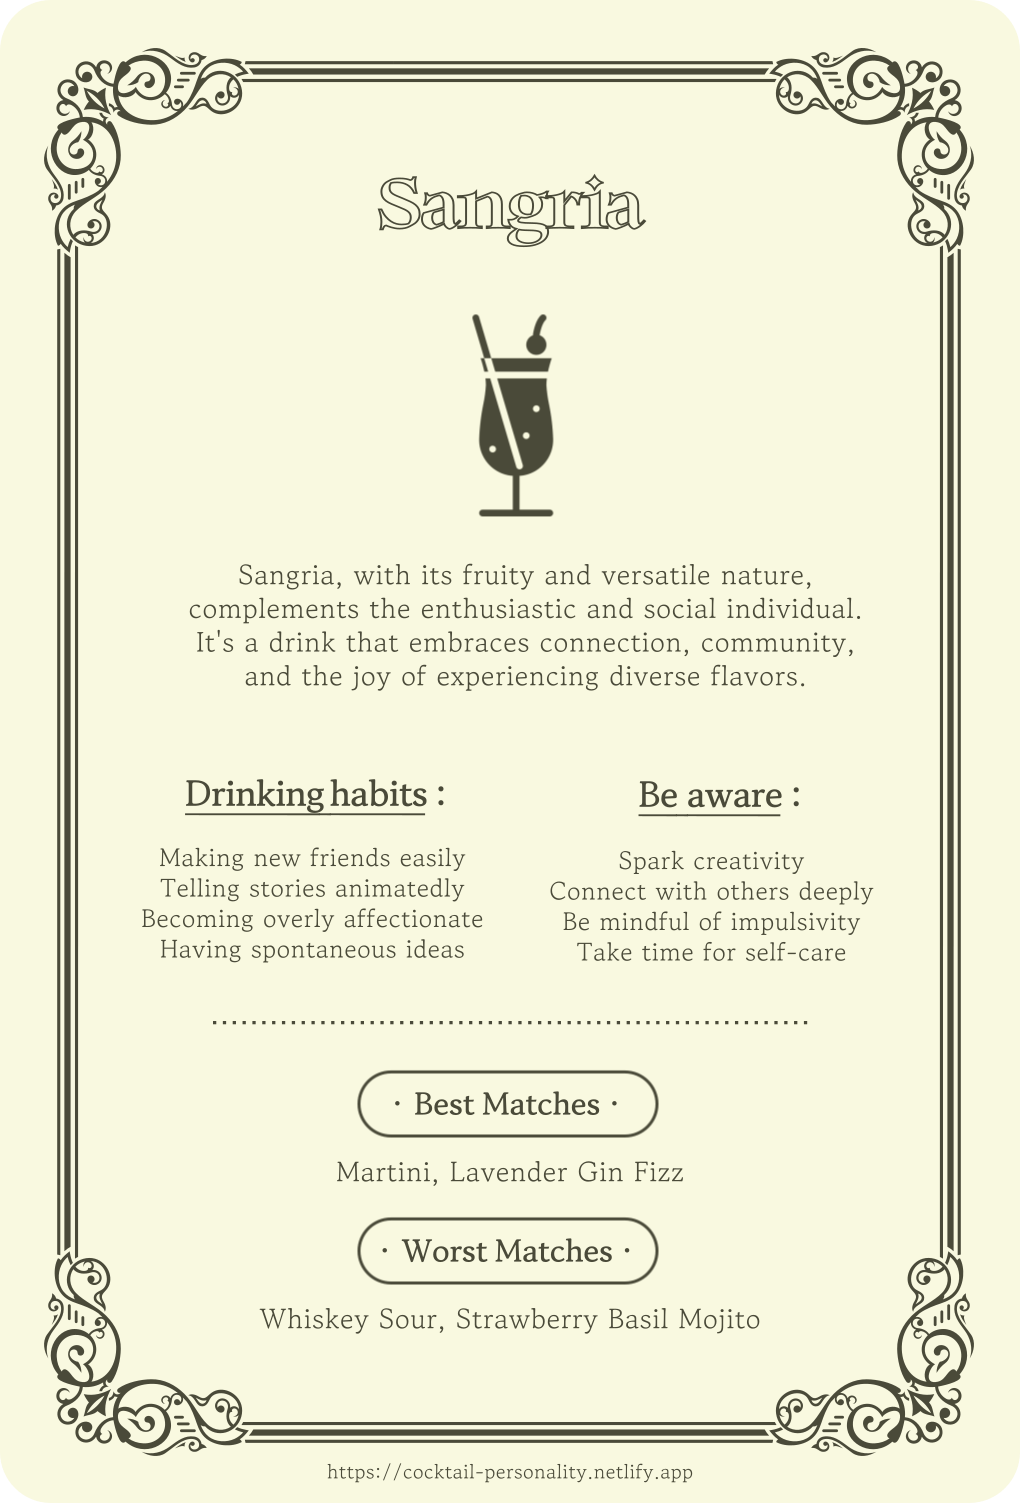 Sangria
Sangria, with its fruity and versatile nature,
complements the enthusiastic and social individual.
It's a drink that embraces connection, community,
and the joy of experiencing diverse flavors.
Drinking habits :
Making new friends easily
Telling stories animatedly
Becoming overly affectionate
Having spontaneous ideas
Be aware :
Spark creativity
Connect with others deeply
Be mindful of impulsivity
Take time for self-care
· Best Matches ·
Martini, Lavender Gin Fizz
· Worst Matches ·
Whiskey Sour, Strawberry Basil Mojito
https://cocktail-personality.netlify.app